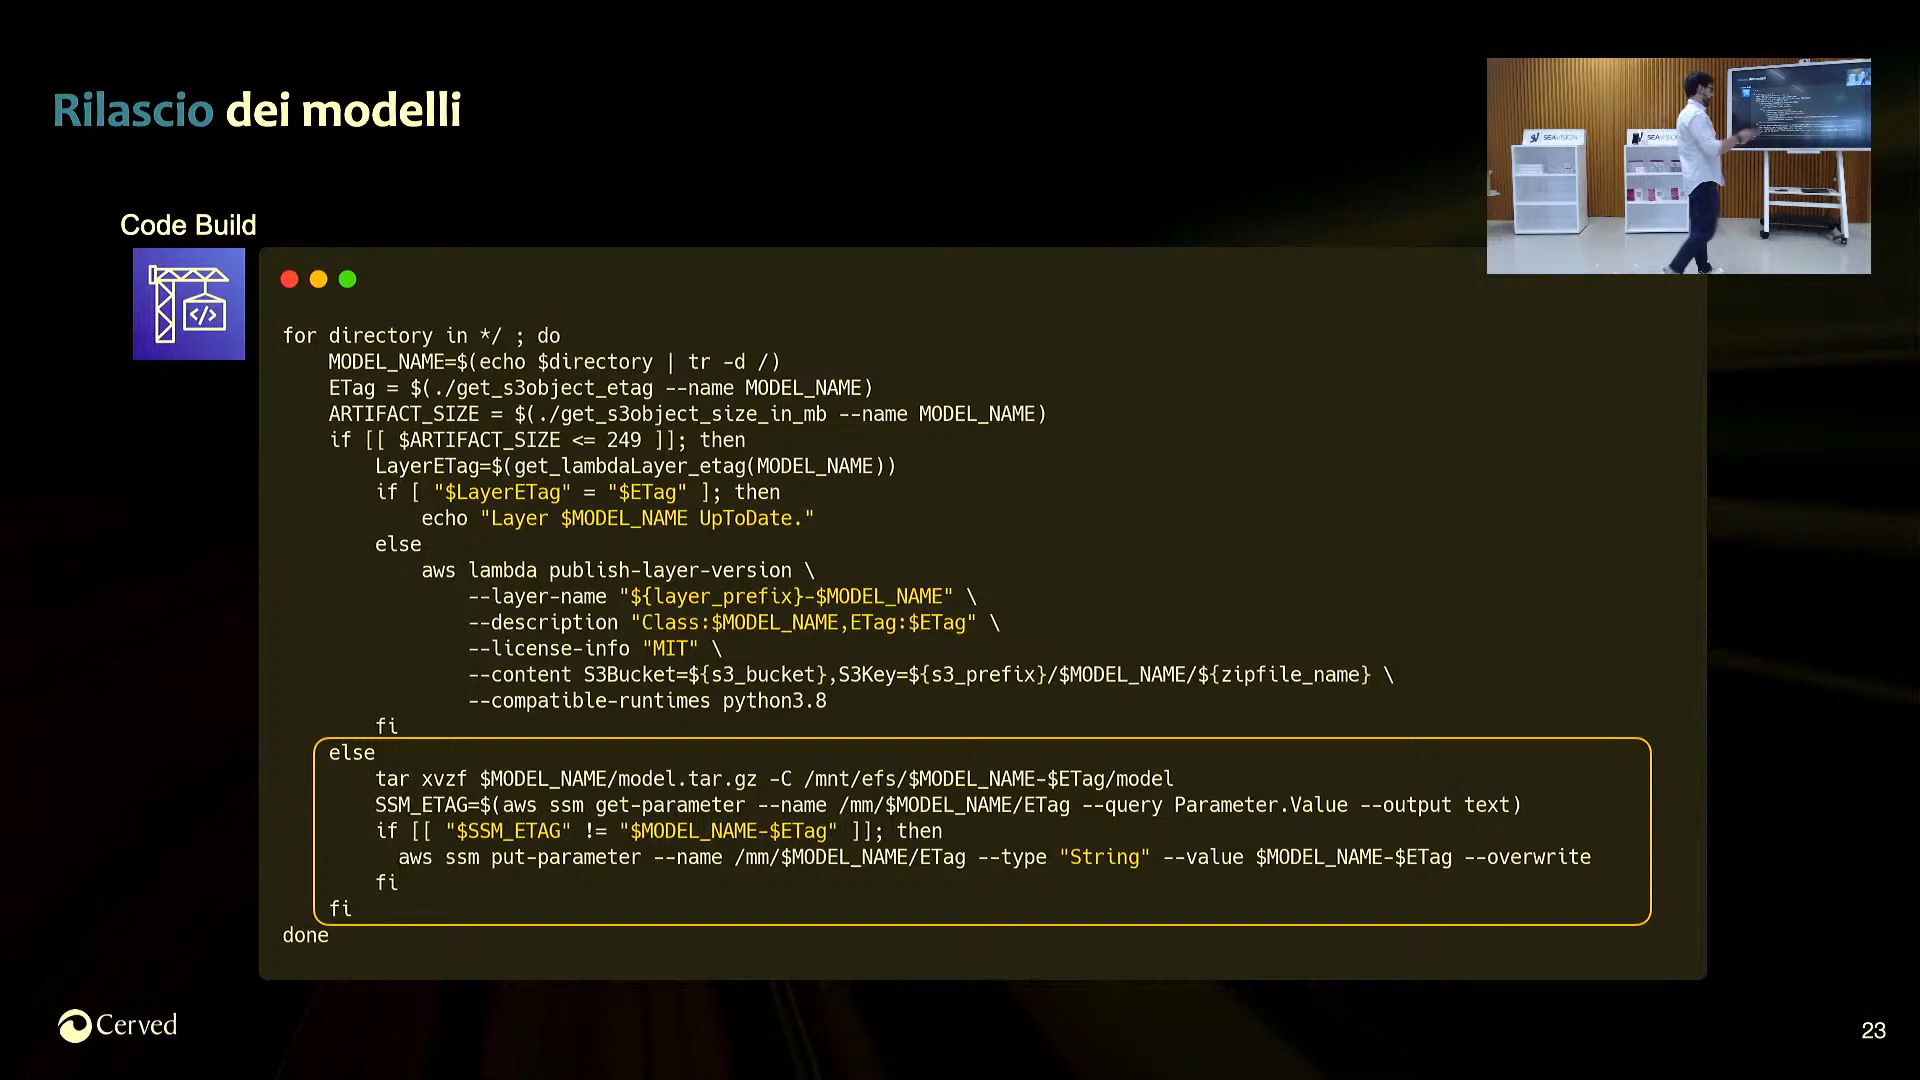 Rilascio dei modelli
SEAVISION
Code Build
for directory in */ ; do
MODEL_NAME=$(echo $directory | tr -d /)
ETag = $(./get_s3object_etag --name MODEL_NAME)
ARTIFACT_SIZE = $(./get_s3object_size_in_mb --name MODEL_NAME)
if [[ $ARTIFACT_SIZE <= 249 ]]; then
LayerETag=$(get_lambdaLayer_etag(MODEL_NAME))
if [ "$LayerETag" = "$ETag" ]; then
echo "Layer $MODEL_NAME UpToDate."
else
aws lambda publish-layer-version \
--layer-name "${layer_prefix}-$MODEL_NAME" \
--description "Class:$MODEL_NAME,ETag:$ETag" \
--license-info "MIT" \
--content S3Bucket=${s3_bucket},S3Key=${s3_prefix}/$MODEL_NAME/${zipfile_name} \
--compatible-runtimes python3.8
fi
else
tar xvzf $MODEL_NAME/model.tar.gz -C /mnt/efs/$MODEL_NAME-$ETag/model
SSM_ETAG=$(aws ssm get-parameter --name /mm/$MODEL_NAME/ETag --query Parameter.Value --output text)
if [[ "$SSM_ETAG" != "$MODEL_NAME-$ETag" ]]; then
aws ssm put-parameter --name /mm/$MODEL_NAME/ETag --type "String" --value $MODEL_NAME-$ETag --overwrite
fi
fi
done
Cerved
23